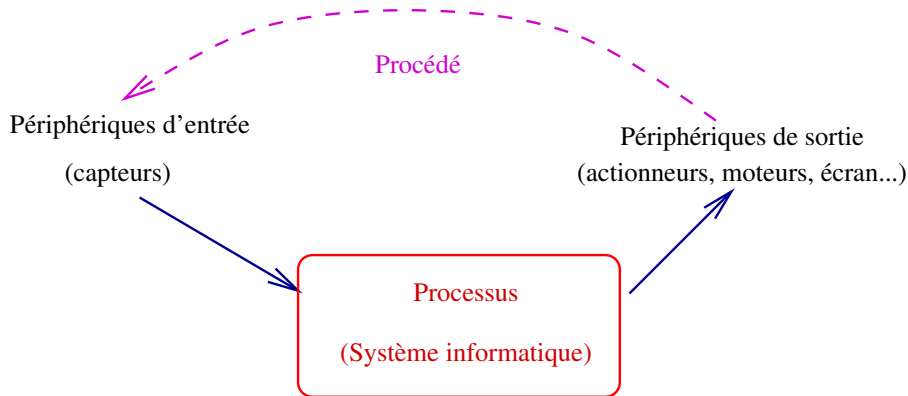 Procédé
Périphériques d'entrée
(capteurs)
Périphériques de sortie
(actionneurs, moteurs, écran...)
Processus
(Système informatique)